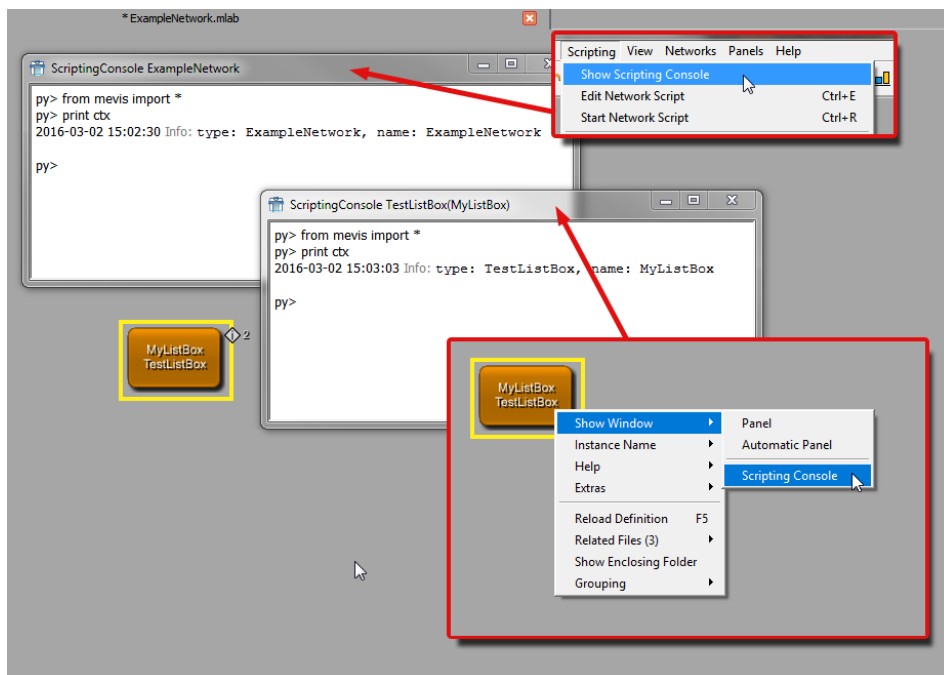 * ExampleNetwork.mlab
Scripting View Networks Panels Help
Show Scripting Console
Edit Network Script Ctrl+E
Start Network Script Ctrl+R
ScriptingConsole ExampleNetwork
py> from mevis import *
py> print ctx
2016-03-02 15:02:30 Info: type: ExampleNetwork, name: ExampleNetwork
py>
ScriptingConsole TestListBox(MyListBox)
py> from mevis import *
py> print ctx
2016-03-02 15:03:03 Info: type: TestListBox, name: MyListBox
py>
MyListBox
TestListBox
2
MyListBox
TestListBox
Show Window
Instance Name
Help
Extras
Reload Definition F5
Related Files (3)
Show Enclosing Folder
Grouping
Panel
Automatic Panel
Scripting Console